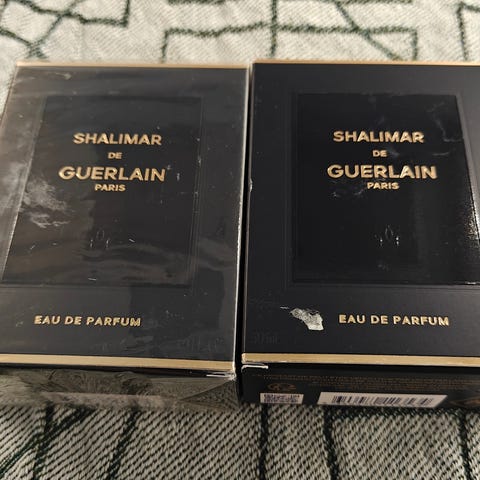 SHALIMAR
DE
GUERLAIN
PARIS
EAU DE PARFUM
SHALIMAR
DE
GUERLAIN
PARIS
EAU DE PARFUM